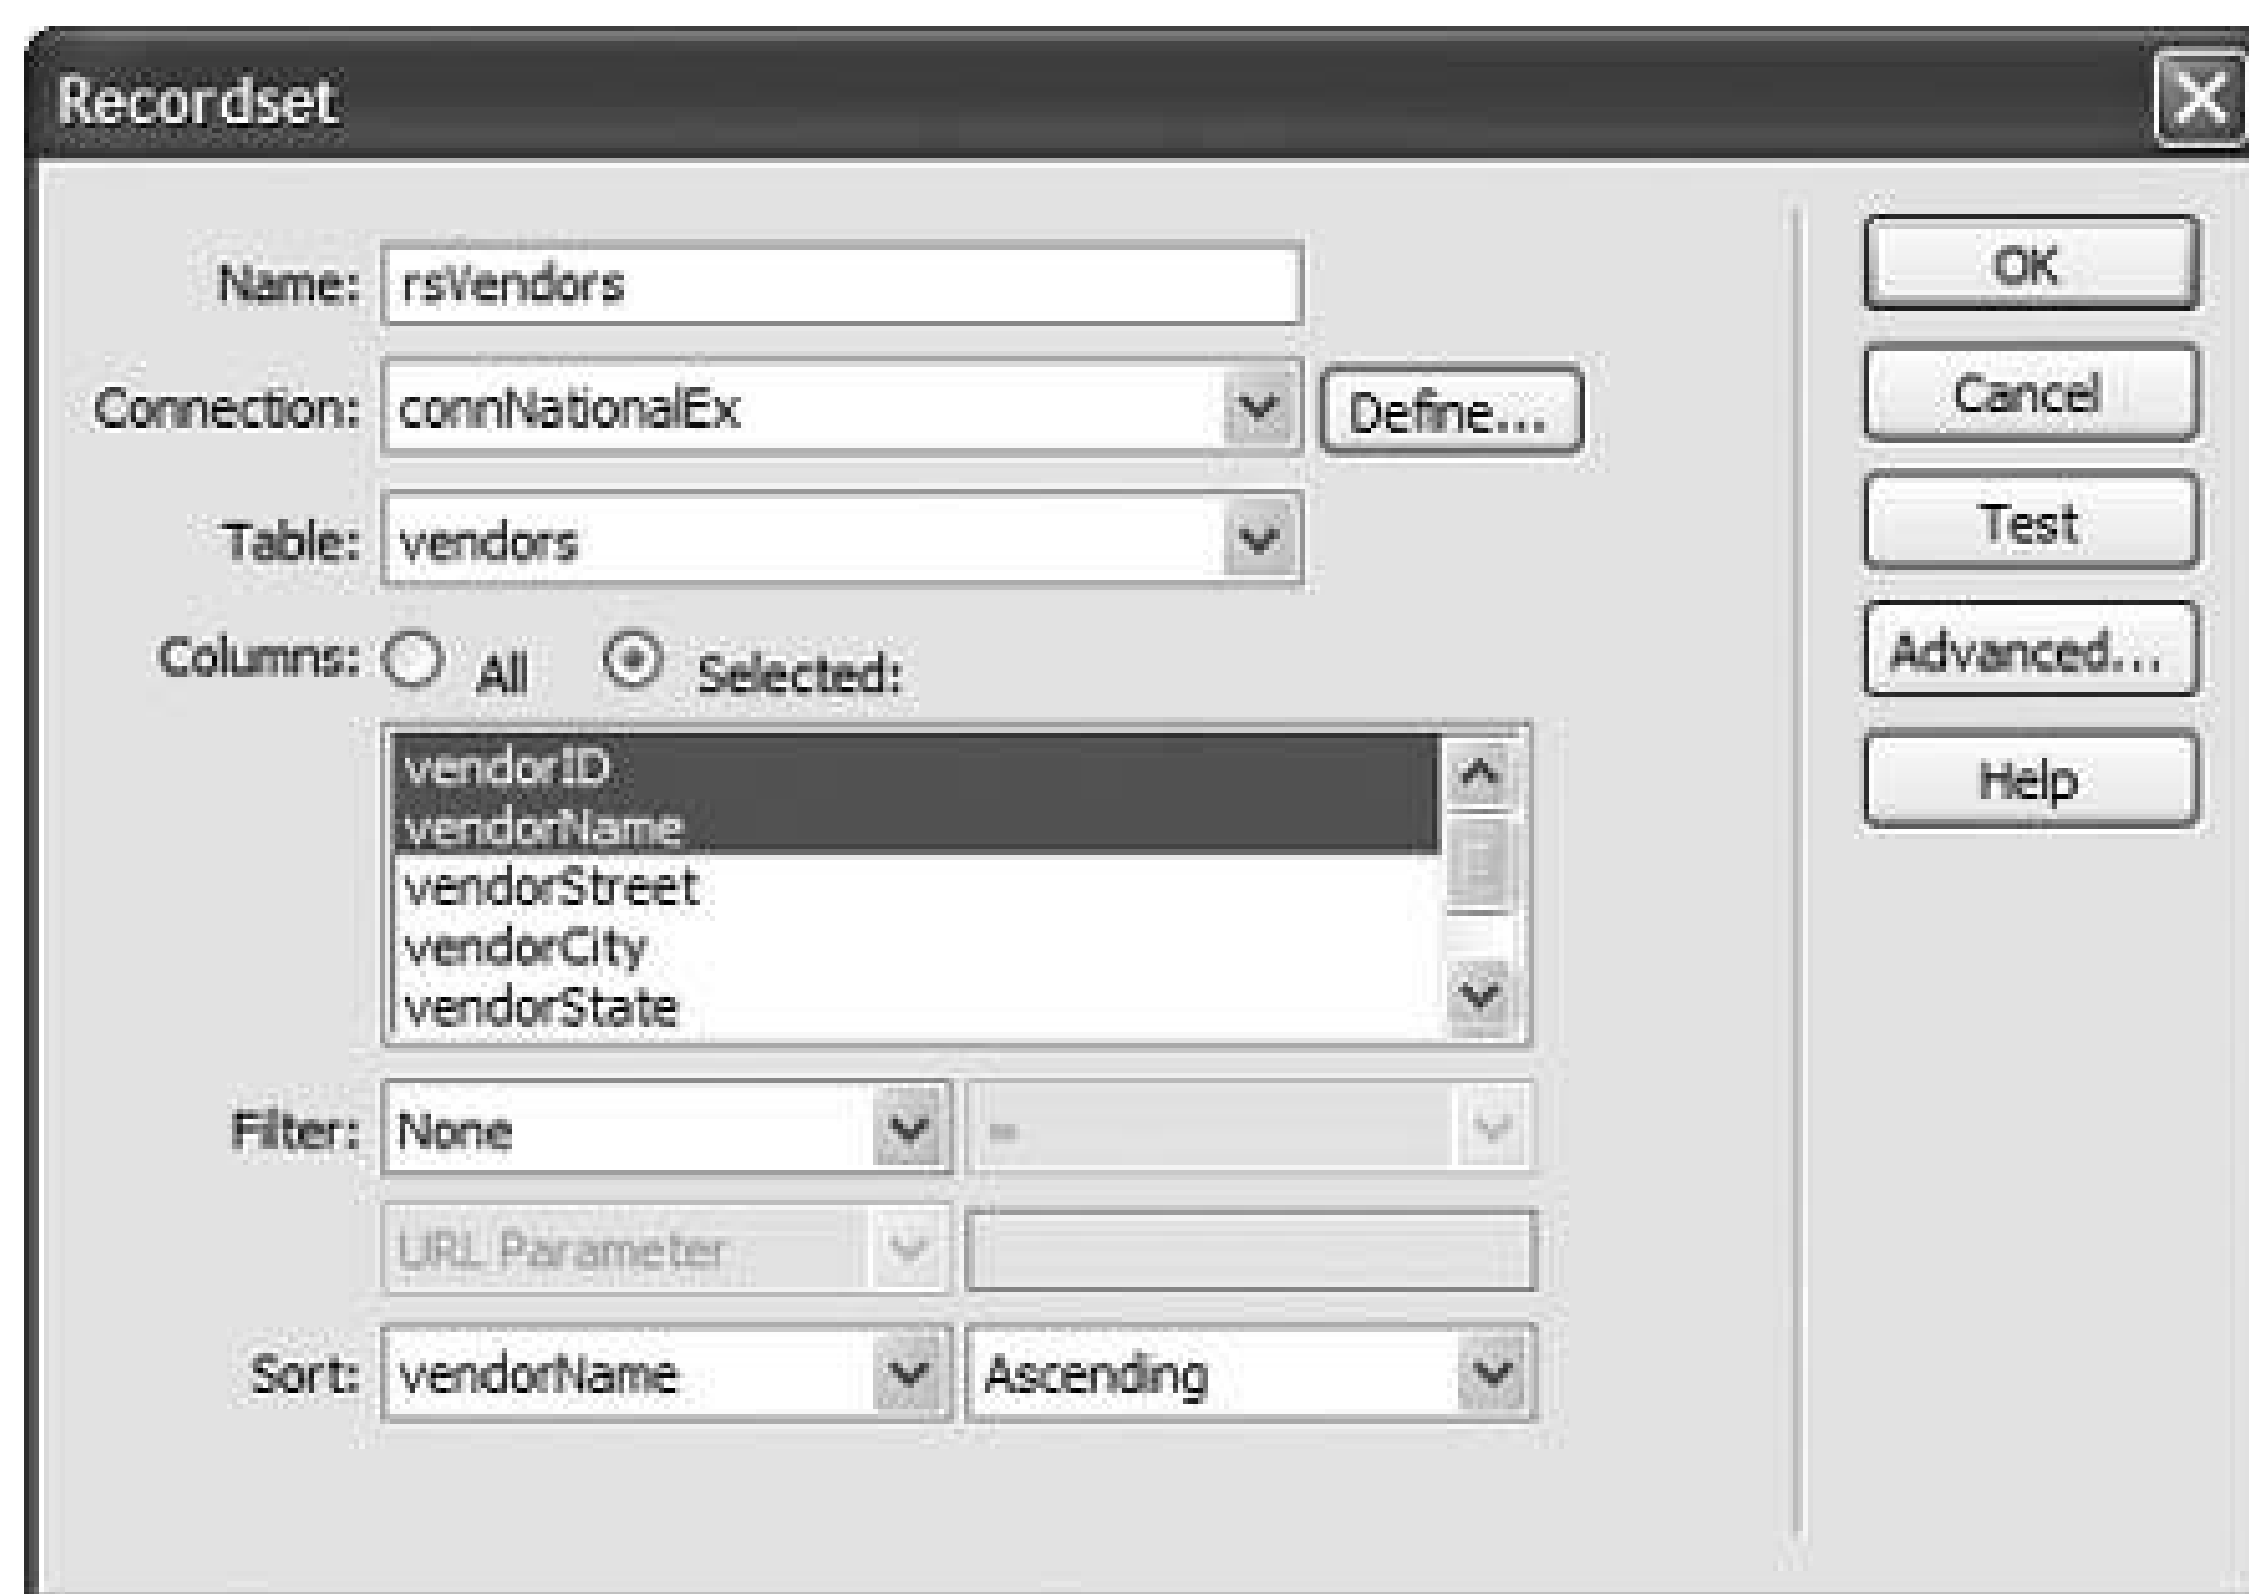 Recordset
Name: rsVendors
Connection: connNationalEx Define...
Table: vendors
Columns: All Selected:
vendorID
vendorName
vendorStreet
vendorCity
vendorState
Filter: None =
URL Parameter
Sort: vendorName Ascending
OK
Cancel
Test
Advanced...
Help